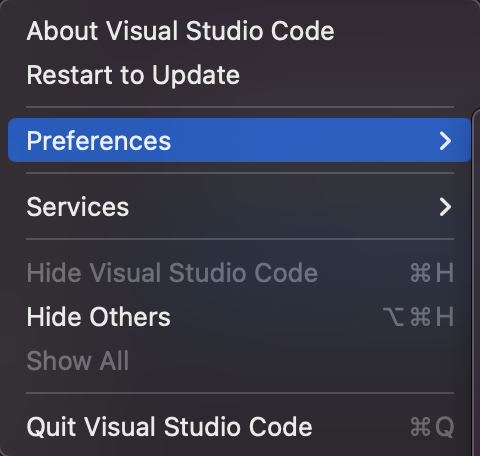 About Visual Studio Code
Restart to Update
Preferences
Services
Hide Visual Studio Code ⌘H
Hide Others ⌥⌘H
Show All
Quit Visual Studio Code ⌘Q